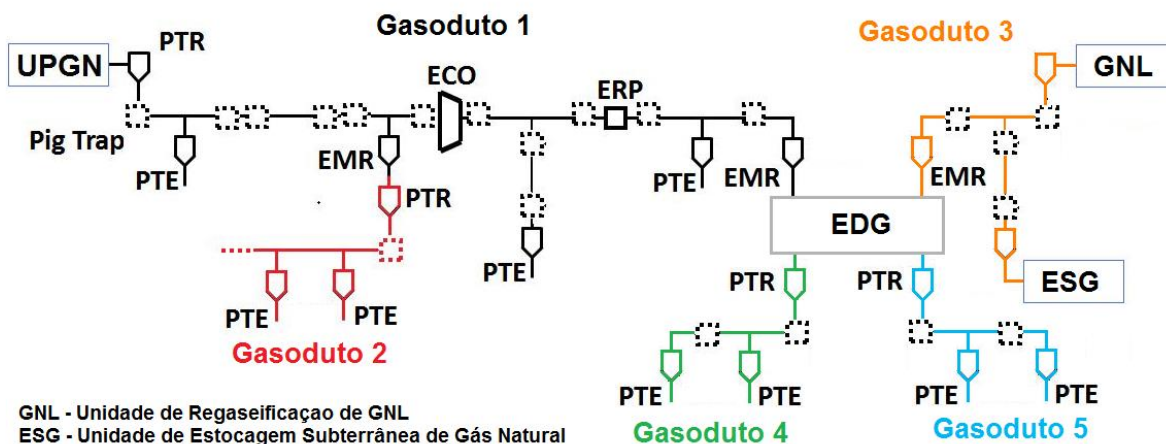 Gasoduto 1
Gasoduto 3
PTR
UPGN
ECO
ERP
GNL
Pig Trap
PTE
EMR
PTR
PTE
PTE
EMR
EMR
EDG
PTE
PTE
PTR
PTR
ESG
Gasoduto 2
PTE
PTE
PTE
PTE
Gasoduto 4
Gasoduto 5
GNL - Unidade de Regaseificaçao de GNL
ESG - Unidade de Estocagem Subterrânea de Gás Natural